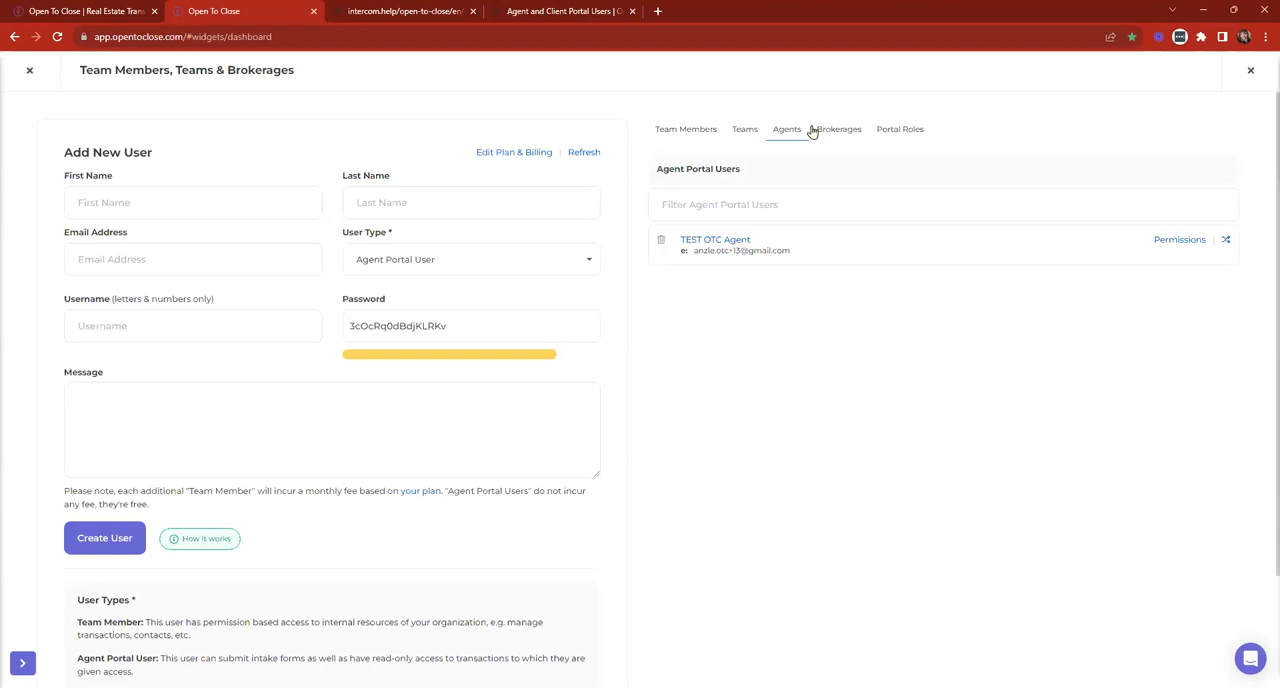 Open To Close | Real Estate Trans
Open To Close
intercom.help/open-to-close/en/
Agent and Client Portal Users | O
app.opentoclose.com/#widgets/dashboard
Team Members, Teams & Brokerages
Add New User
Edit Plan & Billing | Refresh
First Name
Last Name
First Name
Last Name
Email Address
User Type *
Email Address
Agent Portal User
Username (letters & numbers only)
Password
Username
3cOcRq0dBdjKLRKv
Message
Please note, each additional "Team Member" will incur a monthly fee based on your plan. "Agent Portal Users" do not incur
any fee, they're free.
Create User
How it works
User Types *
Team Member: This user has permission based access to internal resources of your organization, e.g. manage
transactions, contacts, etc.
Agent Portal User: This user can submit intake forms as well as have read-only access to transactions to which they are
given access.
Team Members
Teams
Agents
Brokerages
Portal Roles
Agent Portal Users
Filter Agent Portal Users
TEST OTC Agent
Permissions
e: anzle.otc+13@gmail.com